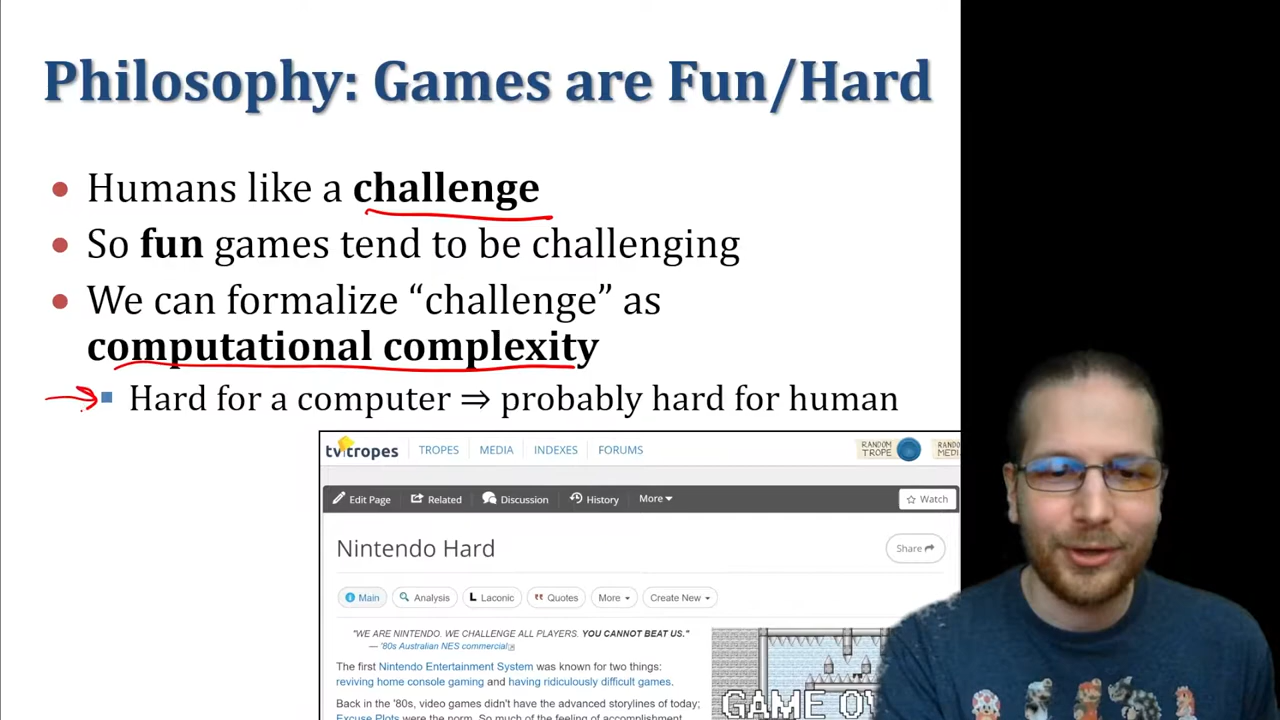 Philosophy: Games are Fun/Hard
Humans like a challenge
So fun games tend to be challenging
We can formalize “challenge” as
computational complexity
Hard for a computer ⇒ probably hard for human
tvtropes TROPES MEDIA INDEXES FORUMS RANDOM TROPE
Edit Page Related Discussion History More Watch
Nintendo Hard Share
Main Analysis Laconic Quotes More Create New
"WE ARE NINTENDO. WE CHALLENGE ALL PLAYERS. YOU CANNOT BEAT US."
— '80s Australian NES commercial
The first Nintendo Entertainment System was known for two things:
reviving home console gaming and having ridiculously difficult games.
Back in the '80s, video games didn't have the advanced storylines of today;
Excuse Plots were the norm. So much of the feeling of accomplishment
GAME OV